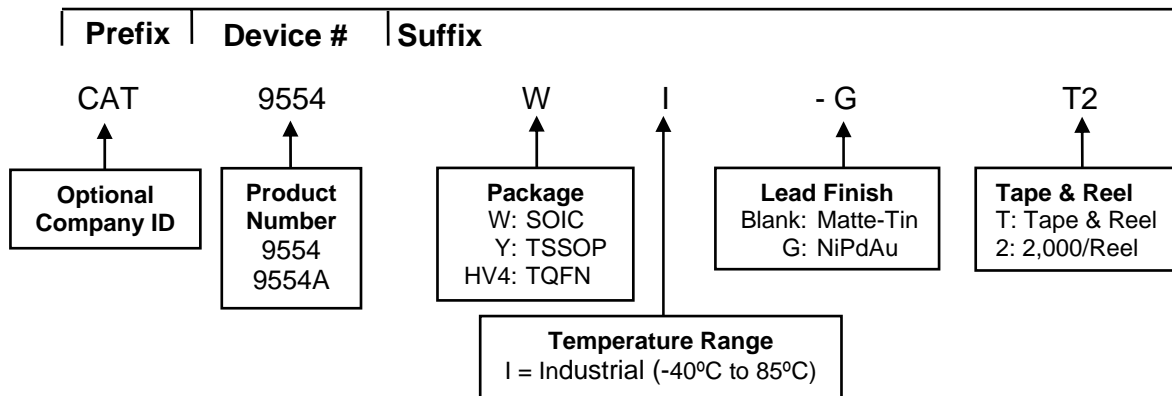 Prefix Device # Suffix
CAT 9554 W I - G T2
Optional
Company ID
Product
Number
9554
9554A
Package
W: SOIC
Y: TSSOP
HV4: TQFN
Lead Finish
Blank: Matte-Tin
G: NiPdAu
Tape & Reel
T: Tape & Reel
2: 2,000/Reel
Temperature Range
I = Industrial (-40ºC to 85ºC)